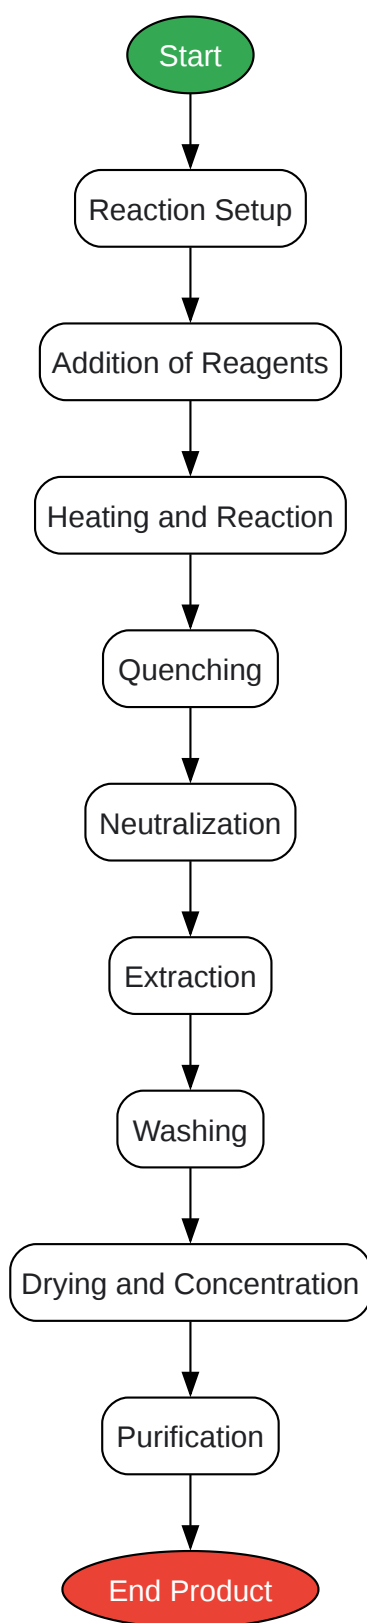 Start
Reaction Setup
Addition of Reagents
Heating and Reaction
Quenching
Neutralization
Extraction
Washing
Drying and Concentration
Purification
End Product